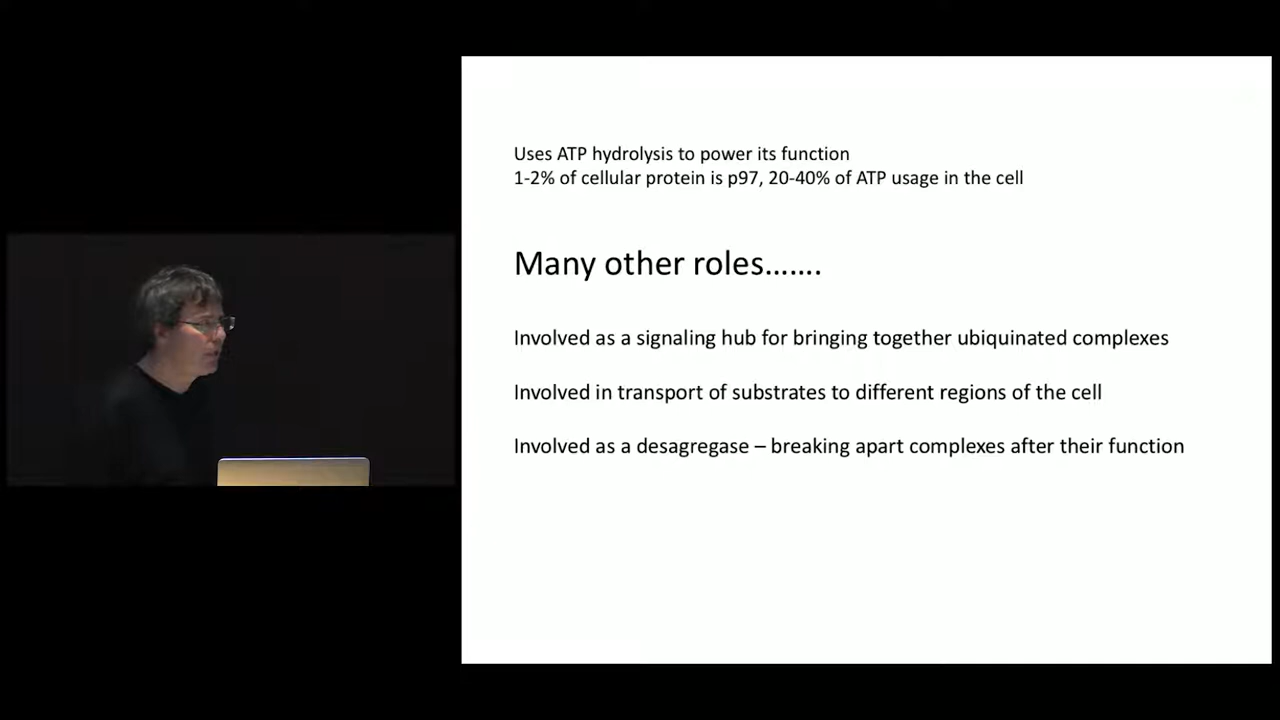 Uses ATP hydrolysis to power its function
1-2% of cellular protein is p97, 20-40% of ATP usage in the cell
Many other roles…….
Involved as a signaling hub for bringing together ubiquinated complexes
Involved in transport of substrates to different regions of the cell
Involved as a desagregase – breaking apart complexes after their function